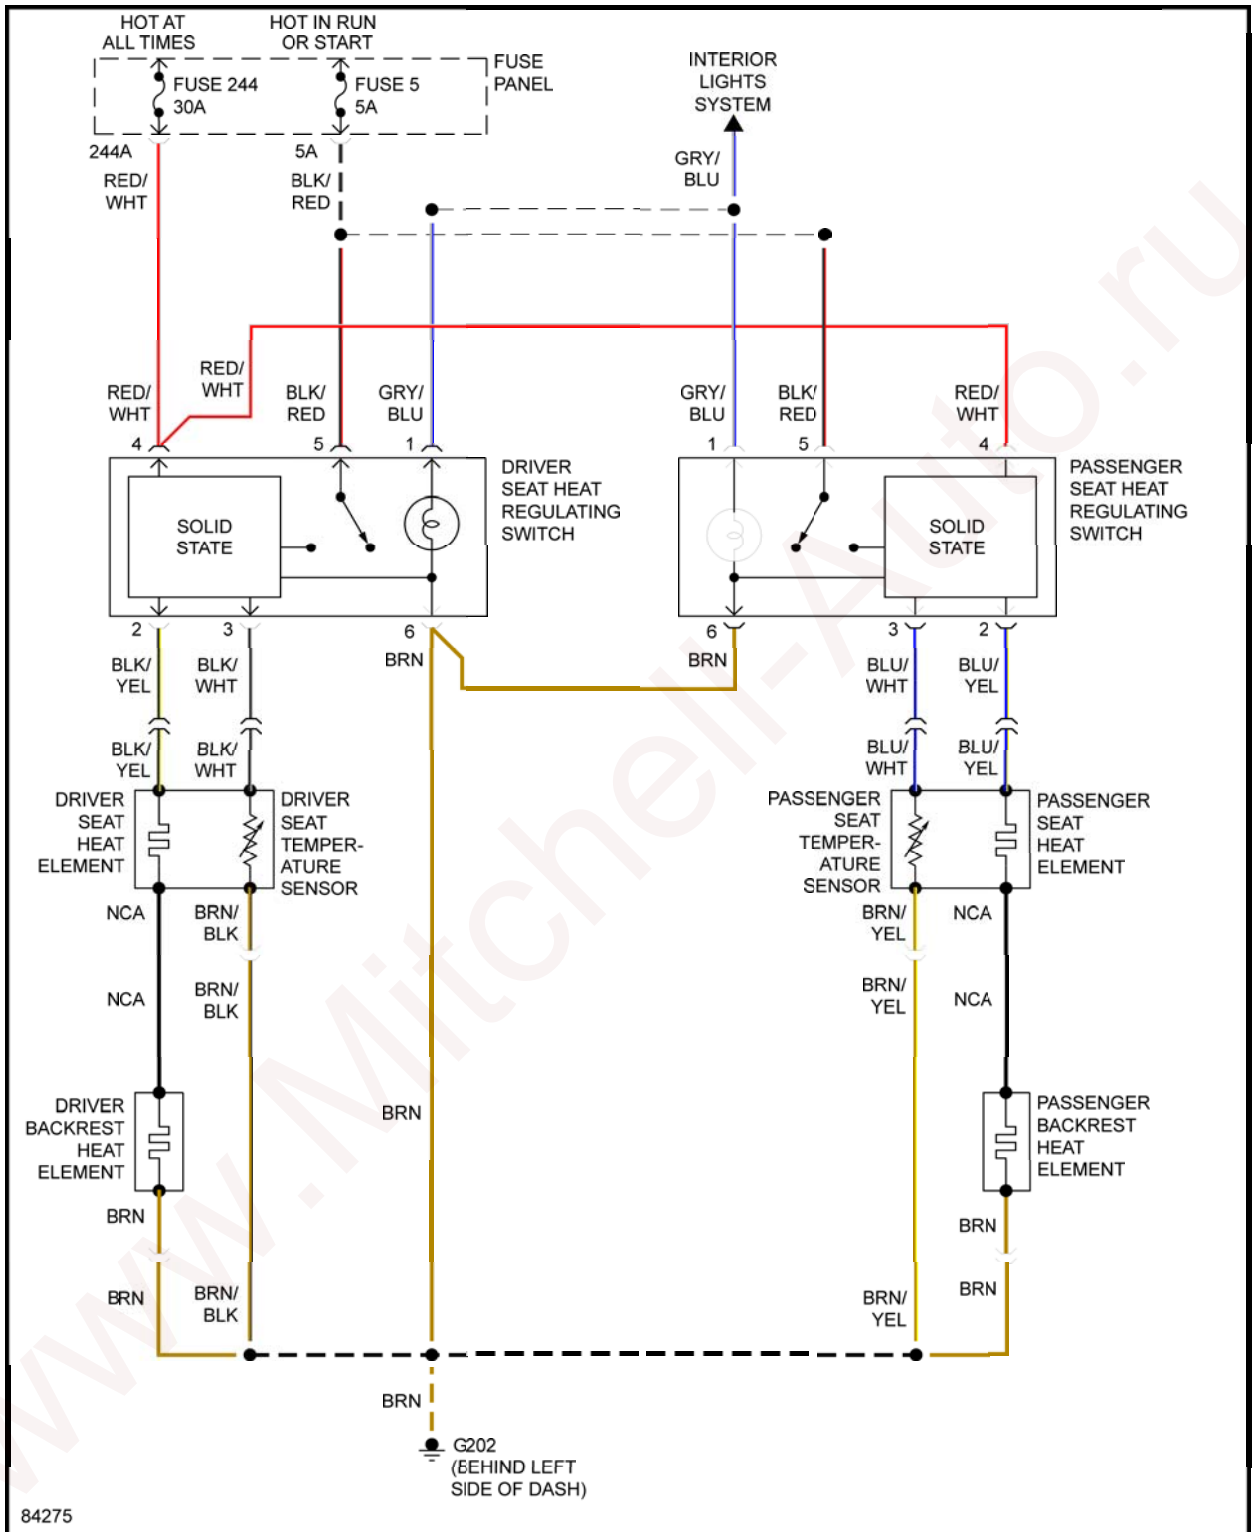 HOT AT
ALL TIMES
HOT IN RUN
OR START
FUSE
PANEL
FUSE 244
30A
FUSE 5
5A
INTERIOR
LIGHTS
SYSTEM
244A
5A
RED/
WHT
BLK/
RED
GRY/
BLU
RED/
WHT
RED/
WHT
BLK/
RED
GRY/
BLU
GRY/
BLU
BLK/
RED
RED/
WHT
4
5
1
1
5
4
SOLID
STATE
DRIVER
SEAT HEAT
REGULATING
SWITCH
SOLID
STATE
PASSENGER
SEAT HEAT
REGULATING
SWITCH
2
3
6
6
3
2
BLK/
YEL
BLK/
WHT
BRN
BRN
BLU/
WHT
BLU/
YEL
BLK/
YEL
BLK/
WHT
BLU/
WHT
BLU/
YEL
DRIVER
SEAT
HEAT
ELEMENT
DRIVER
SEAT
TEMPER-
ATURE
SENSOR
PASSENGER
SEAT
TEMPER-
ATURE
SENSOR
PASSENGER
SEAT
HEAT
ELEMENT
NCA
BRN/
BLK
BRN/
YEL
NCA
NCA
BRN/
BLK
BRN/
YEL
NCA
DRIVER
BACKREST
HEAT
ELEMENT
BRN
PASSENGER
BACKREST
HEAT
ELEMENT
BRN
BRN
BRN
BRN/
BLK
BRN/
YEL
BRN
BRN
G202
(BEHIND LEFT
SIDE OF DASH)
84275
www.Mitchell-Auto.ru